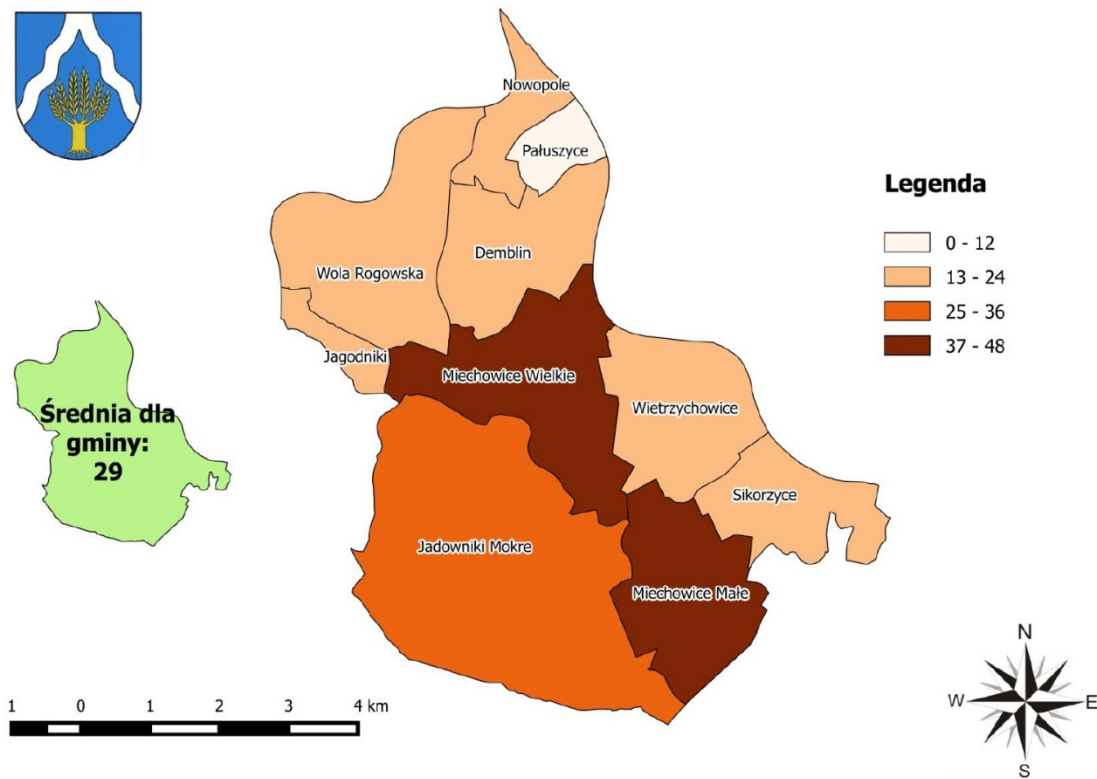 Nowopole
Pałuszyce
Legenda
0 - 12
13 - 24
25 - 36
37 - 48
Demblin
Wola Rogowska
Jagodniki
Miechowice Wielkie
Wietrzychowice
Średnia dla
gminy:
29
Sikorzyce
Jadowniki Mokre
Miechowice Małe
1 0 1 2 3 4 km
N
W E
S